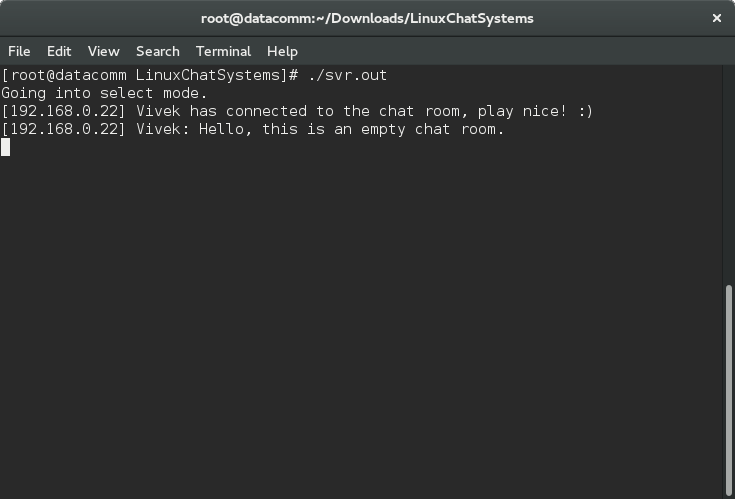 root@datacomm:~/Downloads/LinuxChatSystems
File Edit View Search Terminal Help
[root@datacomm LinuxChatSystems]# ./svr.out
Going into select mode.
[192.168.0.22] Vivek has connected to the chat room, play nice! :)
[192.168.0.22] Vivek: Hello, this is an empty chat room.